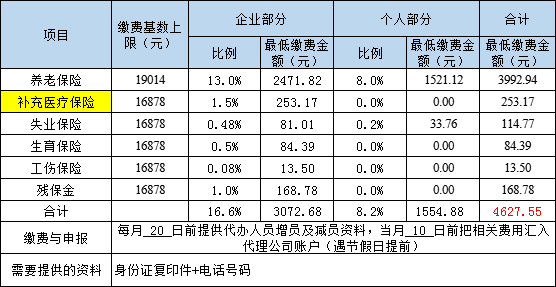 项目 缴费基数上限（元） 企业部分 个人部分 合计
比例 最低缴费金额（元） 比例 最低缴费金额（元） 最低缴费金额（元）
养老保险 19014 13.0% 2471.82 8.0% 1521.12 3992.94
补充医疗保险 16878 1.5% 253.17 0.0% 0.00 253.17
失业保险 16878 0.48% 81.01 0.2% 33.76 114.77
生育保险 16878 0.5% 84.39 0.0% 0.00 84.39
工伤保险 16878 0.08% 13.50 0.0% 0.00 13.50
残保金 16878 1.0% 168.78 0.0% 0.00 168.78
合计 16.6% 3072.68 8.2% 1554.88 4627.55
缴费与申报 每月 20 日前提供代办人员增员及减员资料，当月 10 日前把相关费用汇入
代理公司账户（遇节假日提前）
需要提供的资料 身份证复印件+电话号码